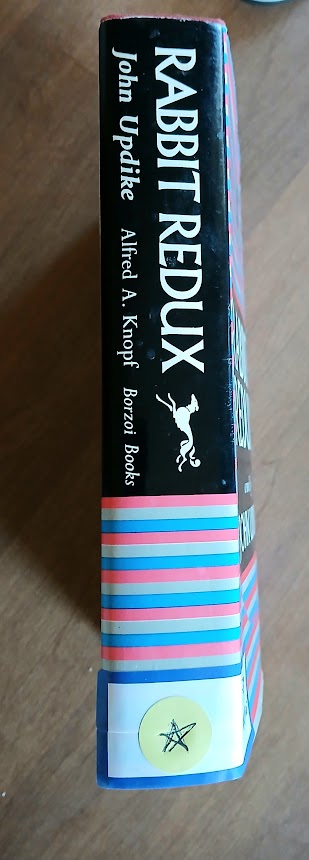 RABBIT REDUX
John Updike Alfred A. Knopf Borzoi Books